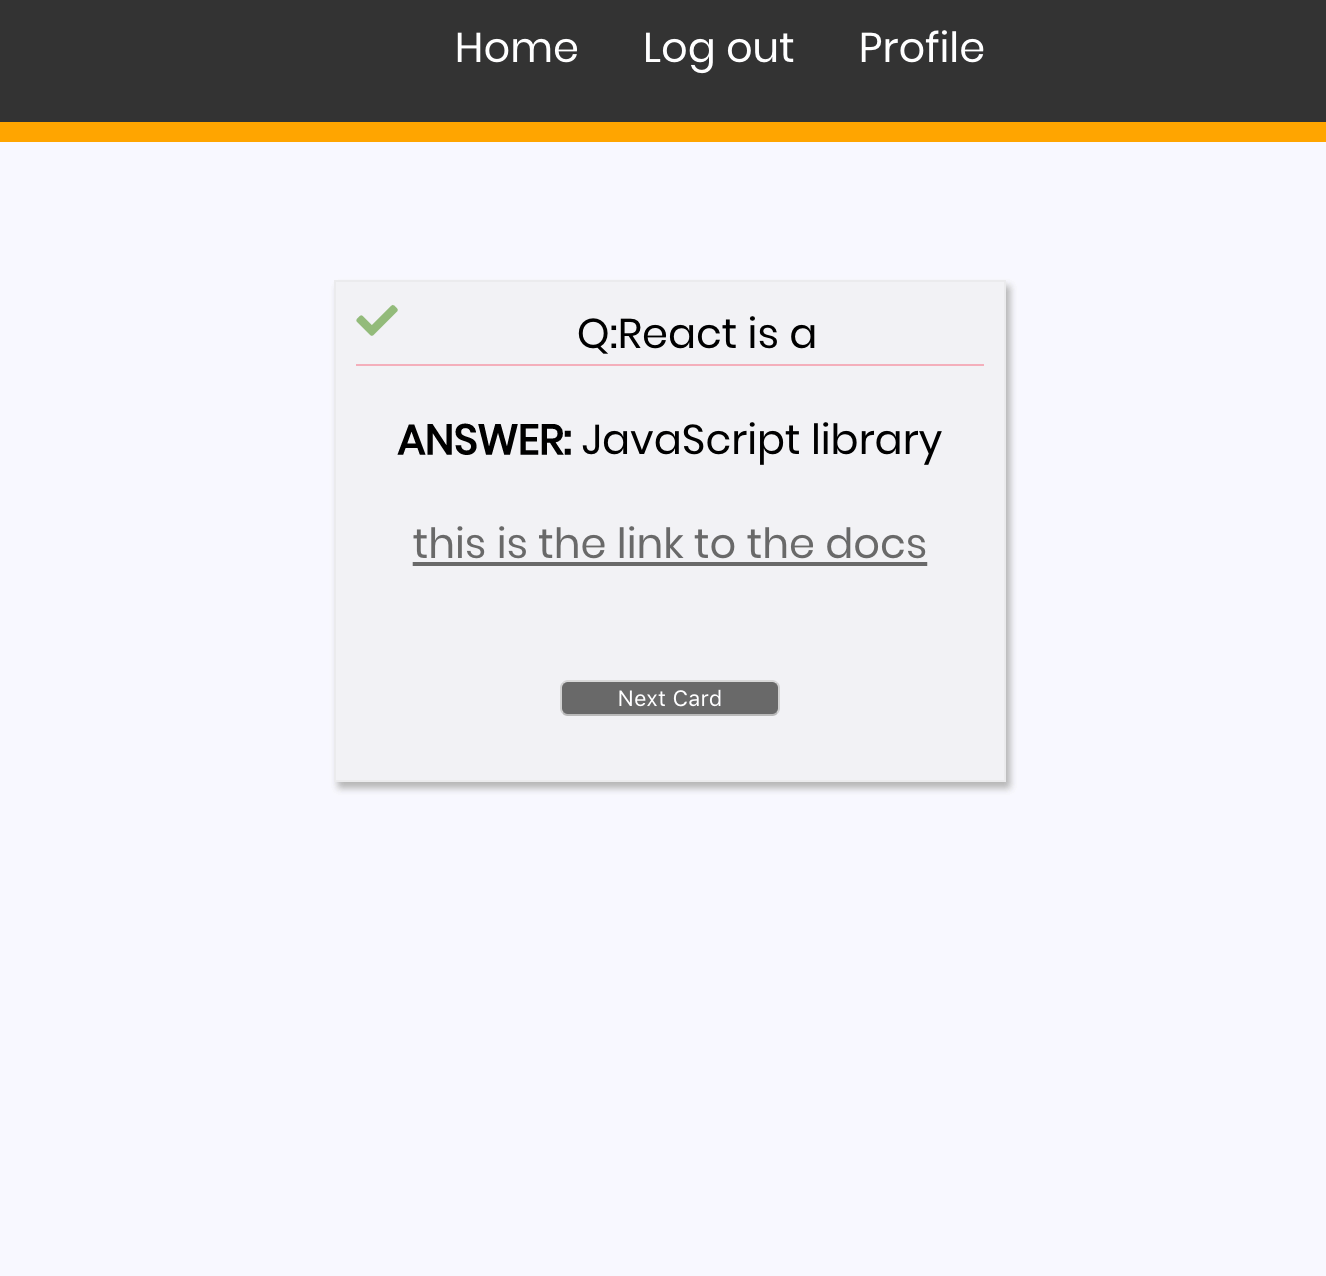 Home Log out Profile
Q:React is a
ANSWER: JavaScript library
this is the link to the docs
Next Card